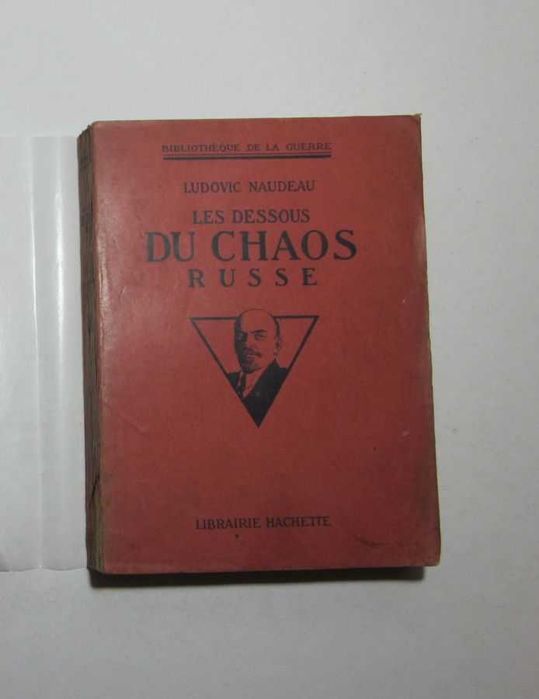 BIBLIOTHÈQUE DE LA GUERRE
LUDOVIC NAUDEAU
LES DESSOUS
DU CHAOS
RUSSE
LIBRAIRIE HACHETTE